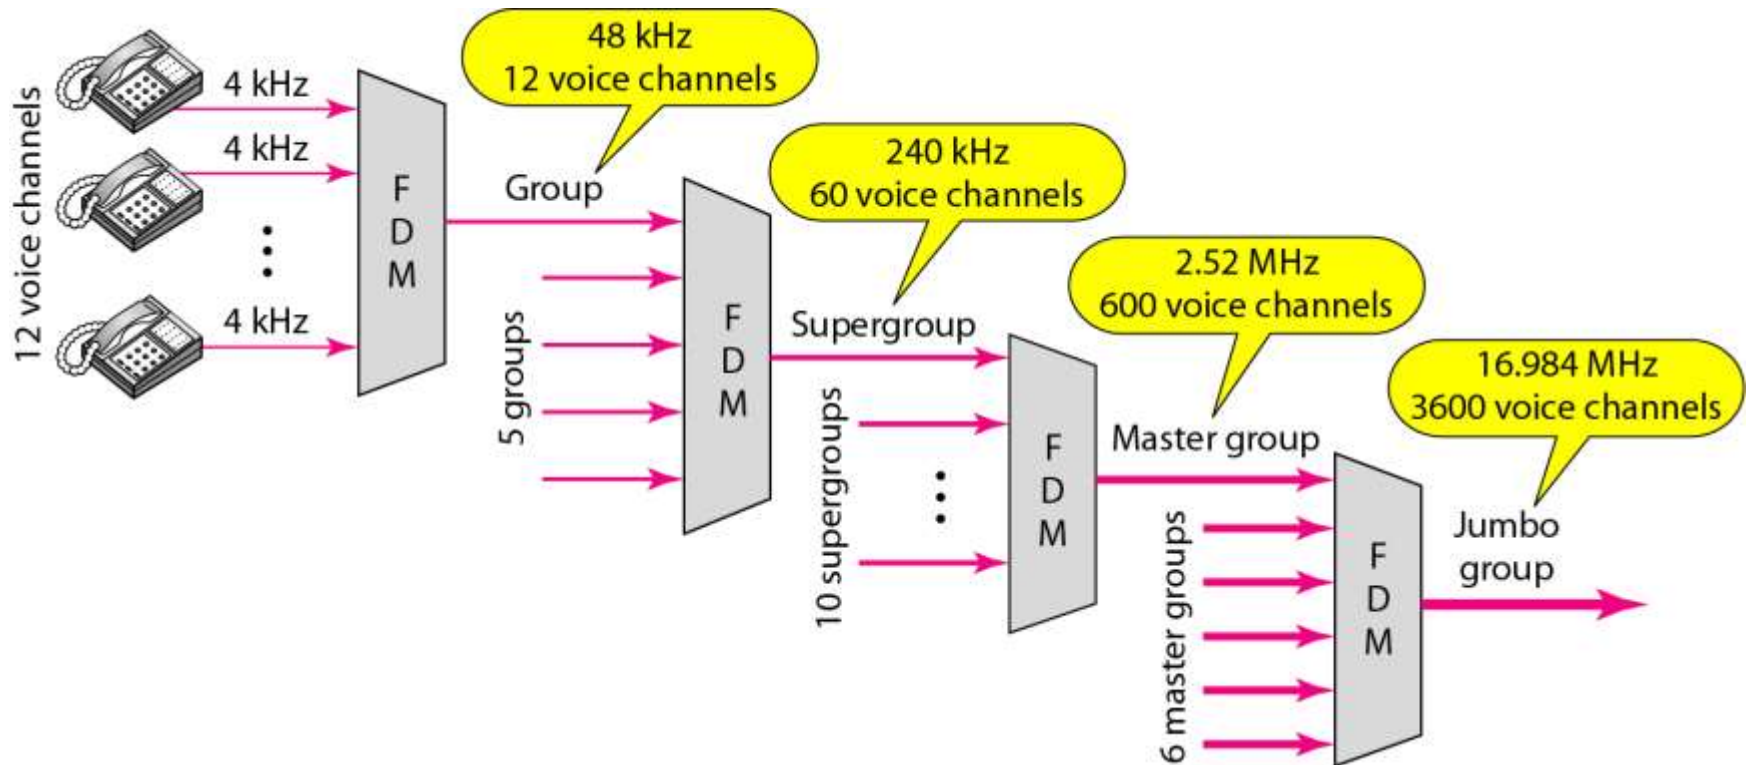 12 voice channels
4 kHz
4 kHz
4 kHz
F
D
M
48 kHz
12 voice channels
Group
5 groups
F
D
M
240 kHz
60 voice channels
Supergroup
10 supergroups
F
D
M
2.52 MHz
600 voice channels
Master group
6 master groups
F
D
M
16.984 MHz
3600 voice channels
Jumbo
group